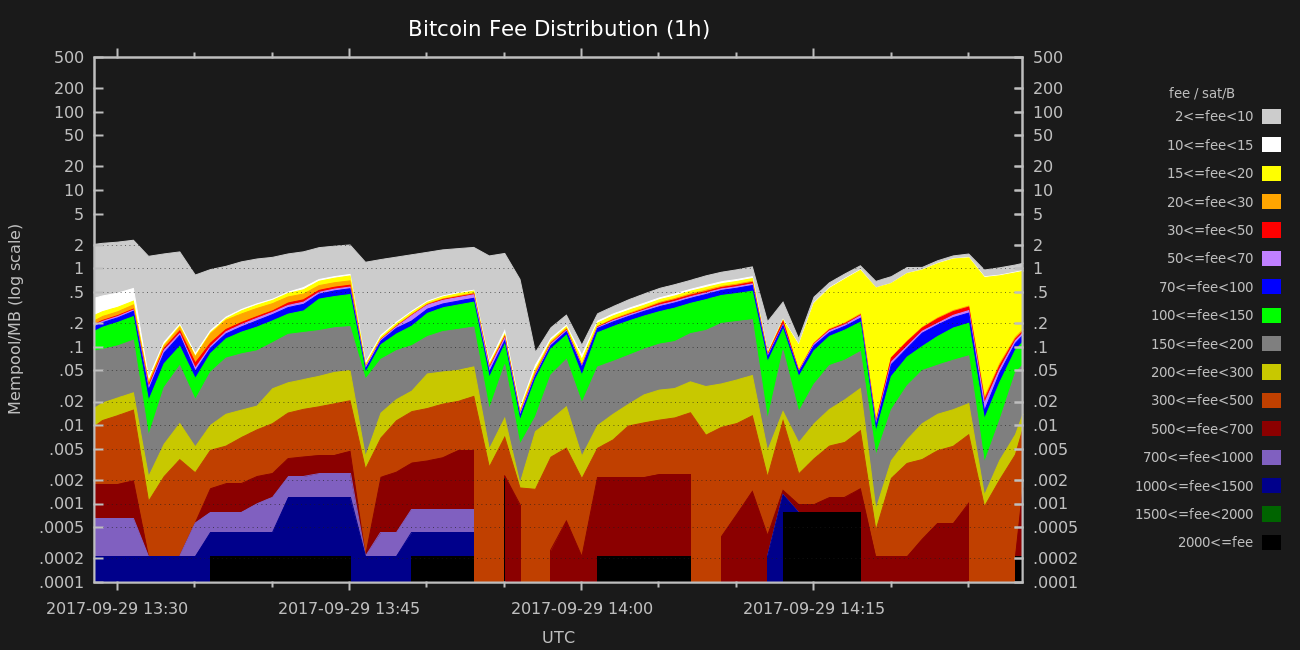 Bitcoin Fee Distribution (1h)
500 500
200 200
100 100
50 50
20 20
10 10
5 5
2 2
1 1
.5 .5
.2 .2
.1 .1
.05 .05
.02 .02
.01 .01
.005 .005
.002 .002
.001 .001
.0005 .0005
.0002 .0002
.0001 .0001
Mempool/MB (log scale)
2017-09-29 13:30 2017-09-29 13:45 2017-09-29 14:00 2017-09-29 14:15
UTC
fee / sat/B
2<=fee<10
10<=fee<15
15<=fee<20
20<=fee<30
30<=fee<50
50<=fee<70
70<=fee<100
100<=fee<150
150<=fee<200
200<=fee<300
300<=fee<500
500<=fee<700
700<=fee<1000
1000<=fee<1500
1500<=fee<2000
2000<=fee